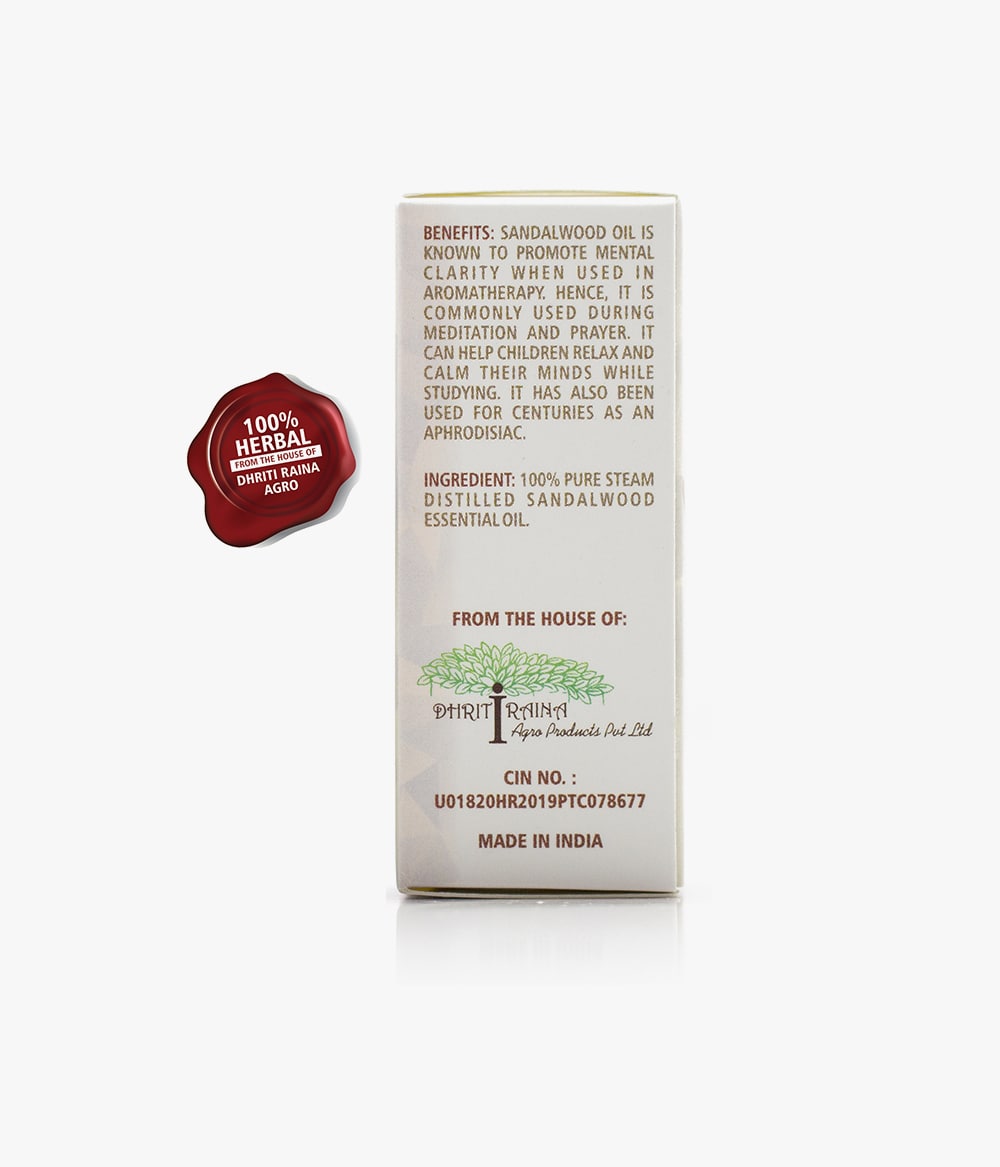 BENEFITS: SANDALWOOD OIL IS
KNOWN TO PROMOTE MENTAL
CLARITY WHEN USED IN
AROMATHERAPY. HENCE, IT IS
COMMONLY USED DURING
MEDITATION AND PRAYER. IT
CAN HELP CHILDREN RELAX AND
CALM THEIR MINDS WHILE
STUDYING. IT HAS ALSO BEEN
USED FOR CENTURIES AS AN
APHRODISIAC.
INGREDIENT: 100% PURE STEAM
DISTILLED SANDALWOOD
ESSENTIAL OIL.
FROM THE HOUSE OF:
DHRITI RAINA
Agro Products Pvt Ltd
CIN NO. :
U01820HR2019PTC078677
MADE IN INDIA
100%
HERBAL
FROM THE HOUSE OF
DHRITI RAINA
AGRO